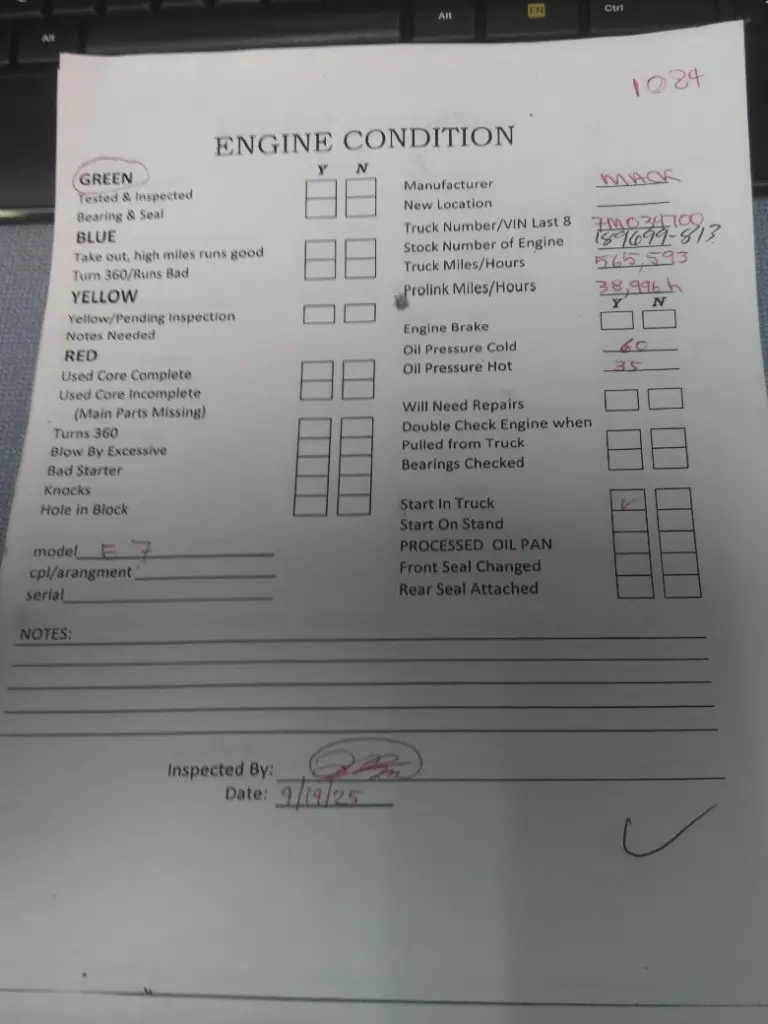 Alt
Alt
FN
Ctrl
1084
ENGINE CONDITION
Y N
GREEN
Tested & Inspected
Bearing & Seal
BLUE
Take out, high miles runs good
Turn 360/Runs Bad
YELLOW
Yellow/Pending Inspection
Notes Needed
RED
Used Core Complete
Used Core Incomplete
(Main Parts Missing)
Turns 360
Blow By Excessive
Bad Starter
Knocks
Hole in Block
model E 7
cpl/arangment
serial
Manufacturer MACK
New Location
Truck Number/VIN Last 8 7M034700
Stock Number of Engine 189699-813
Truck Miles/Hours 565,593
Prolink Miles/Hours 38,996 h
Y N
Engine Brake
Oil Pressure Cold 60
Oil Pressure Hot 35
Will Need Repairs
Double Check Engine when
Pulled from Truck
Bearings Checked
Start In Truck ✓
Start On Stand
PROCESSED OIL PAN
Front Seal Changed
Rear Seal Attached
NOTES:
Inspected By:
Date: 9/19/25